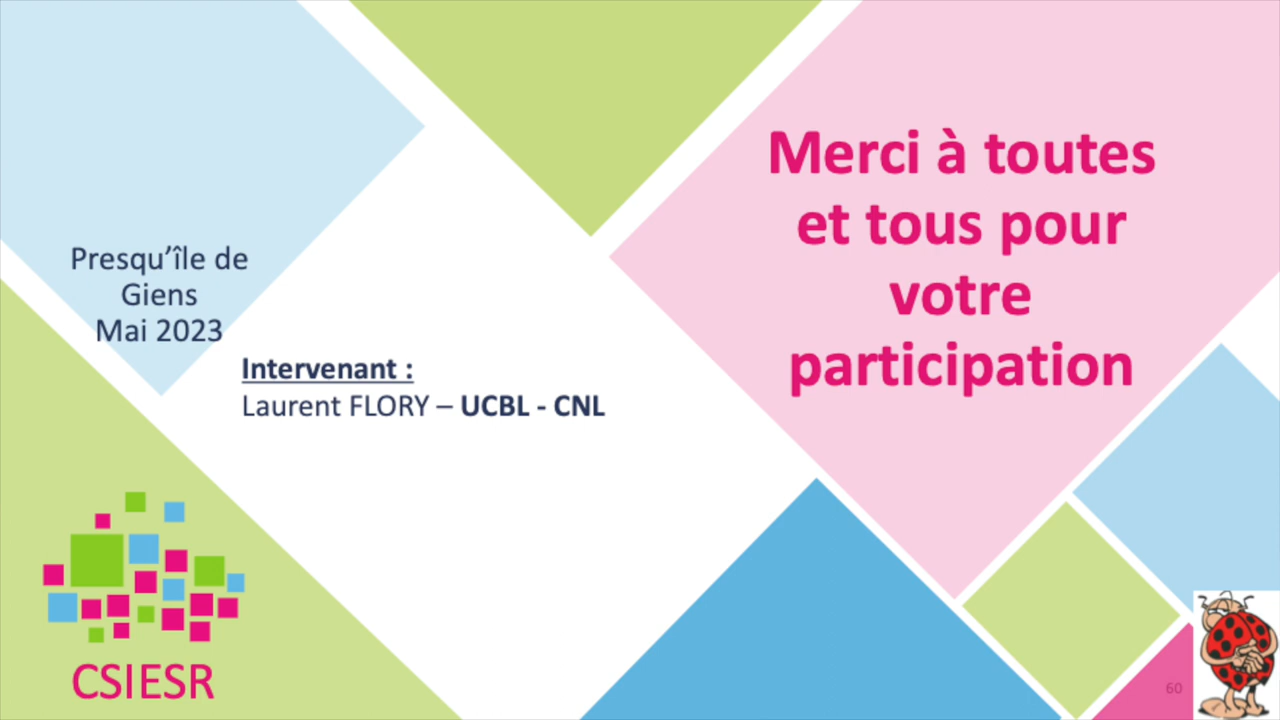 Merci à toutes
et tous pour
votre
participation
Presqu’île de
Giens
Mai 2023
Intervenant :
Laurent FLORY – UCBL - CNL
CSIESR
60